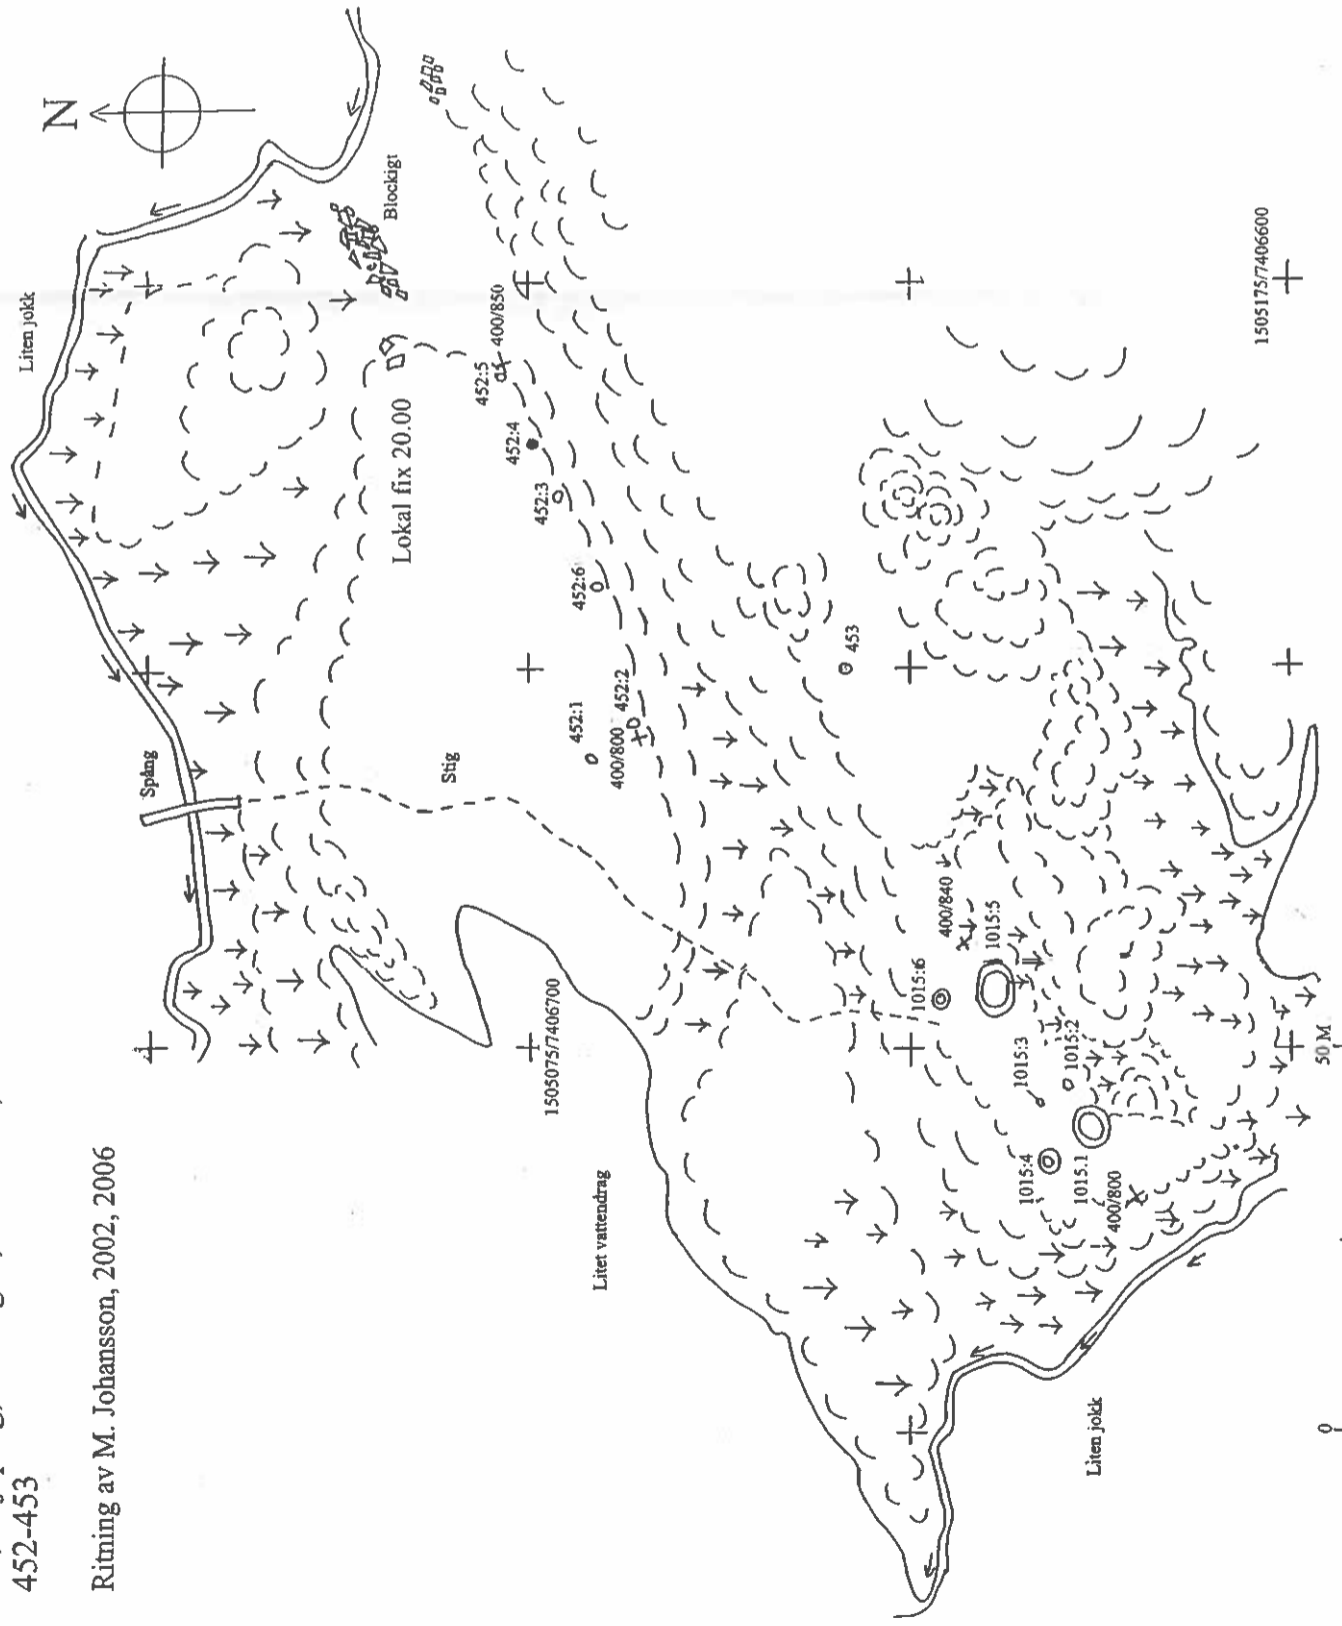 452-453
Ritning av M. Johansson, 2002, 2006
N
Liten jokk
Blockigt
Spång
Stig
Lokal fix 20.00
452:5
400/850
452:4
452:3
452:6
452:2
452:1
400/800
453
1505175/7406600
1505075/7406700
Litet vattendrag
400/840
1015:5
1015:6
1015:3
1015:2
1015:4
1015.1
400/800
Liten jokk
0
50 M